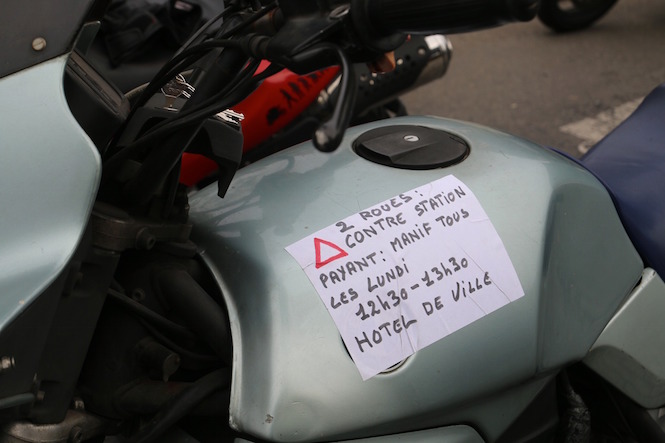 2 ROUES :
CONTRE STATION
PAYANT : MANIF TOUS
LES LUNDI
12h30-13h30
HOTEL DE VILLE